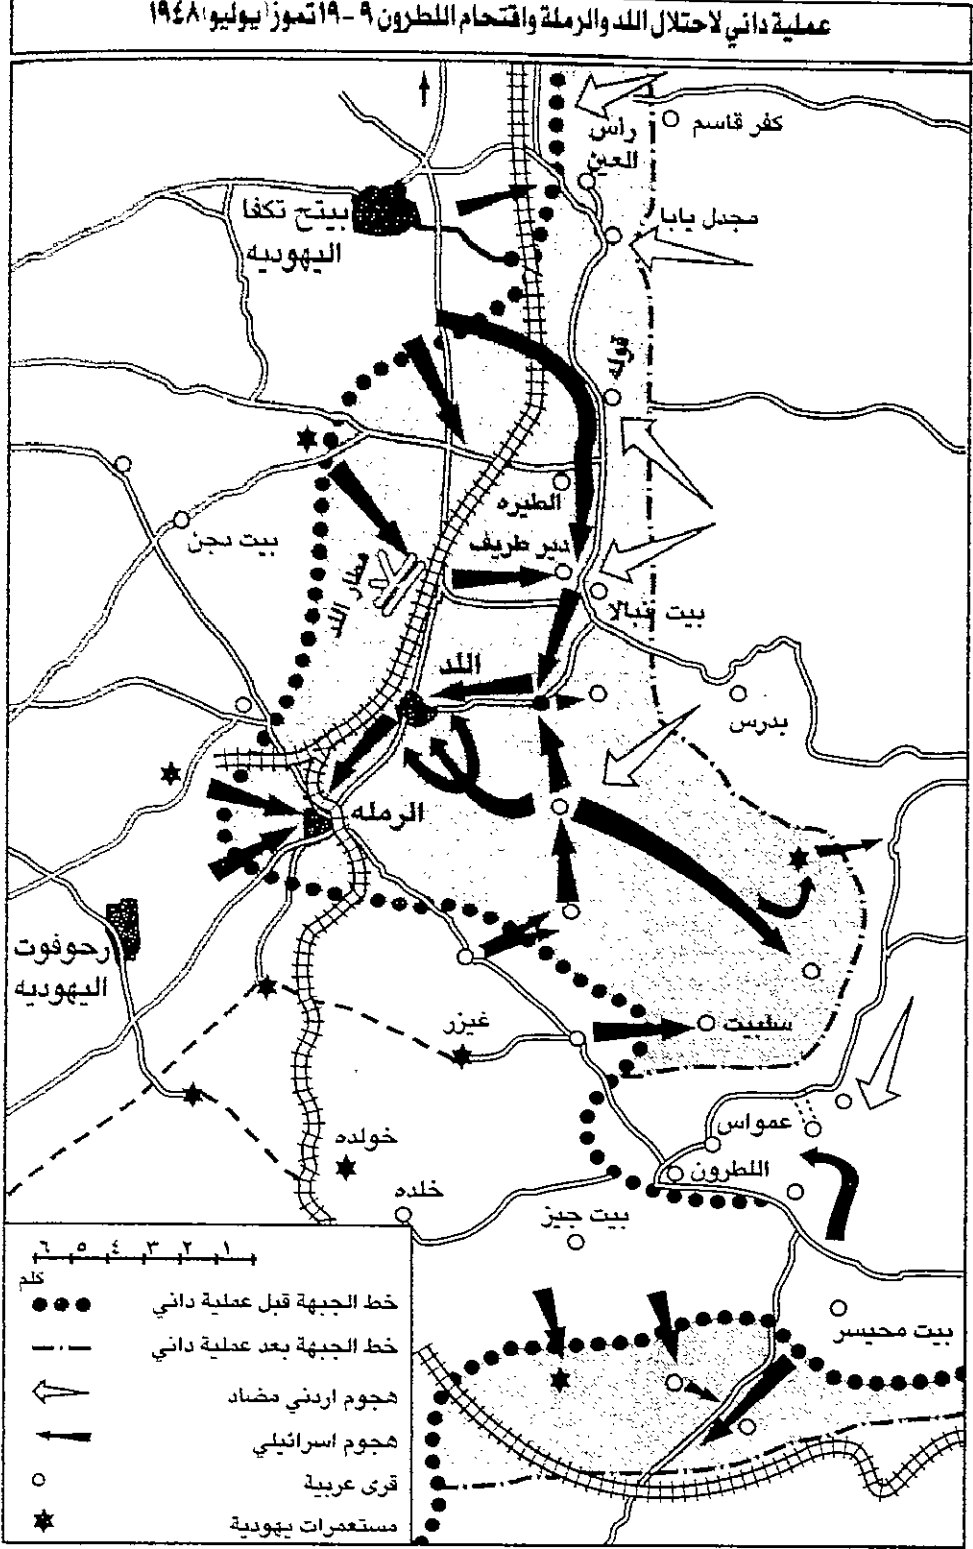 عملية داني لاحتلال اللد والرملة واقتحام اللطرون ٩ - ١٩ تموز (يوليو) ١٩٤٨
كفر قاسم
راس
العين
مجدل يابا
بيتح تكفا
اليهوديه
قوله
الطيره
بيت دجن
دير طريف
مطار اللد
بيت نبالا
اللد
بدرس
الرمله
رحوفوت
اليهوديه
غيزر
سلبيت
عمواس
خولده
اللطرون
خلده
بيت جيز
بيت محيسر
٦ ٥ ٤ ٣ ٢ ١
كلم
خط الجبهة قبل عملية داني
خط الجبهة بعد عملية داني
هجوم اردني مضاد
هجوم اسرائيلي
قرى عربية
مستعمرات يهودية